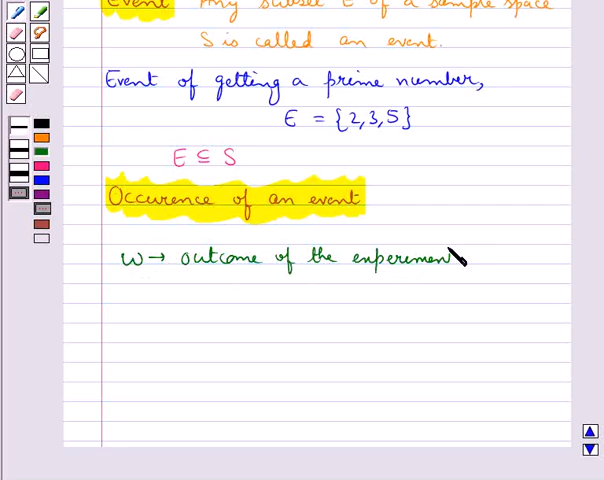 Event Any subset E of a sample space
S is called an event.
Event of getting a prime number,
E = {2,3,5}
E ⊆ S
Occurence of an event
w → outcome of the experimen